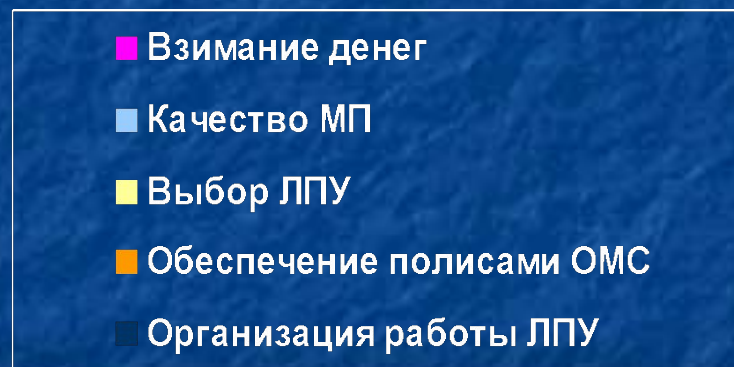 Взимание денег
Качество МП
Выбор ЛПУ
Обеспечение полисами ОМС
Организация работы ЛПУ